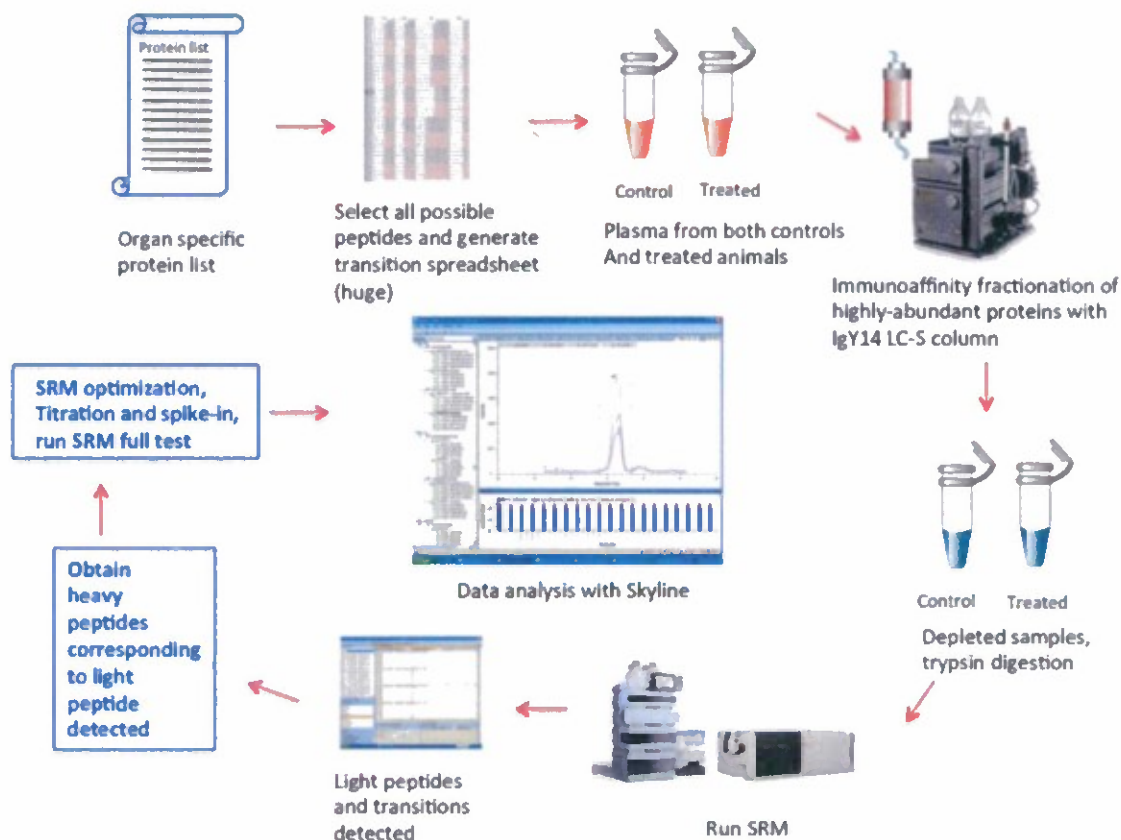 Protein list
Organ specific
protein list
Select all possible
peptides and generate
transition spreadsheet
(huge)
Control
Treated
Plasma from both controls
And treated animals
Immunoaffinity fractionation of
highly-abundant proteins with
IgY14 LC-S column
Control
Treated
Depleted samples,
trypsin digestion
Run SRM
Light peptides
and transitions
detected
Obtain
heavy
peptides
corresponding
to light
peptide
detected
SRM optimization,
Titration and spike-in,
run SRM full test
Data analysis with Skyline